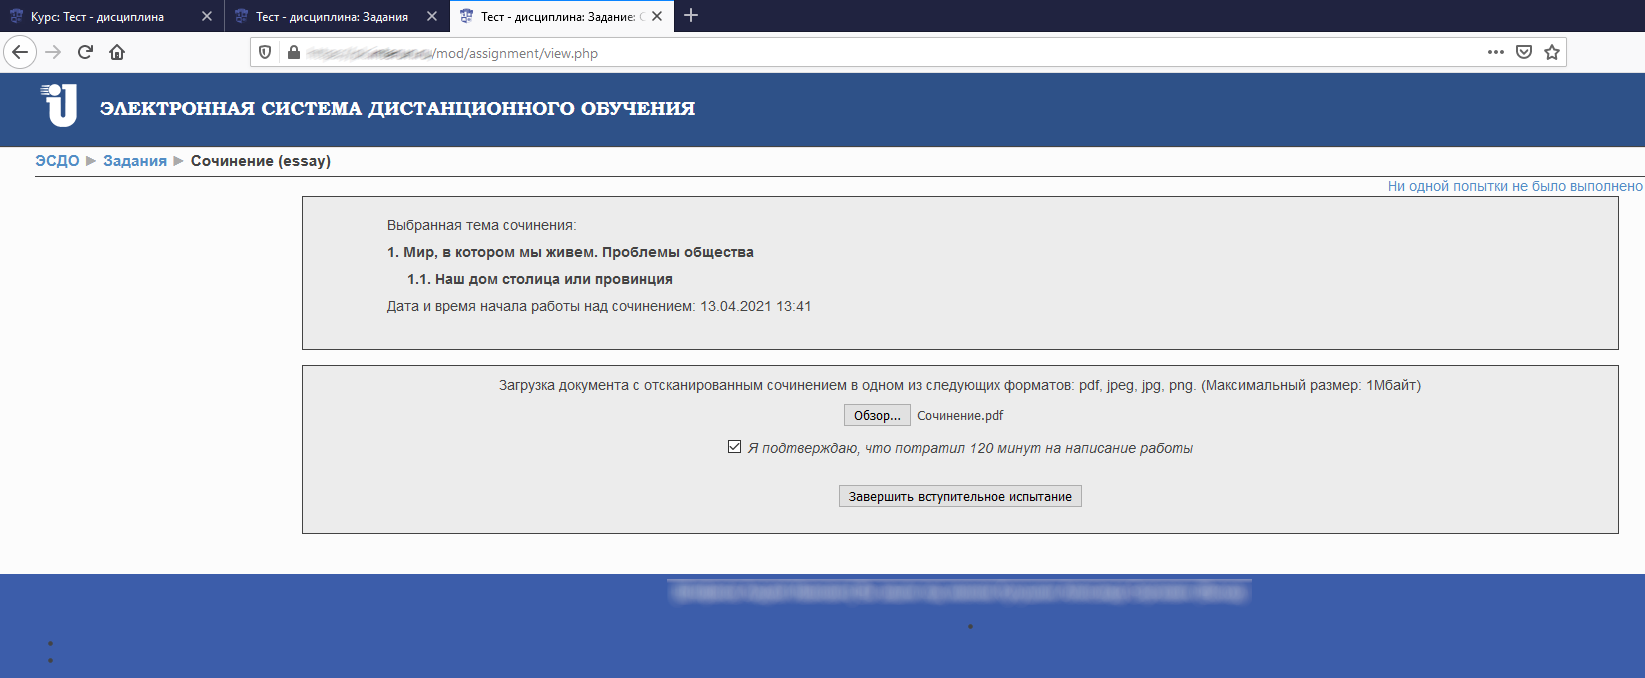 Курс: Тест - дисциплина
Тест - дисциплина: Задания
Тест - дисциплина: Задание:
/mod/assignment/view.php
ЭЛЕКТРОННАЯ СИСТЕМА ДИСТАНЦИОННОГО ОБУЧЕНИЯ
ЭСДО ▶ Задания ▶ Сочинение (essay)
Ни одной попытки не было выполнено
Выбранная тема сочинения:
1. Мир, в котором мы живем. Проблемы общества
1.1. Наш дом столица или провинция
Дата и время начала работы над сочинением: 13.04.2021 13:41
Загрузка документа с отсканированным сочинением в одном из следующих форматов: pdf, jpeg, jpg, png. (Максимальный размер: 1Мбайт)
Обзор... Сочинение.pdf
Я подтверждаю, что потратил 120 минут на написание работы
Завершить вступительное испытание